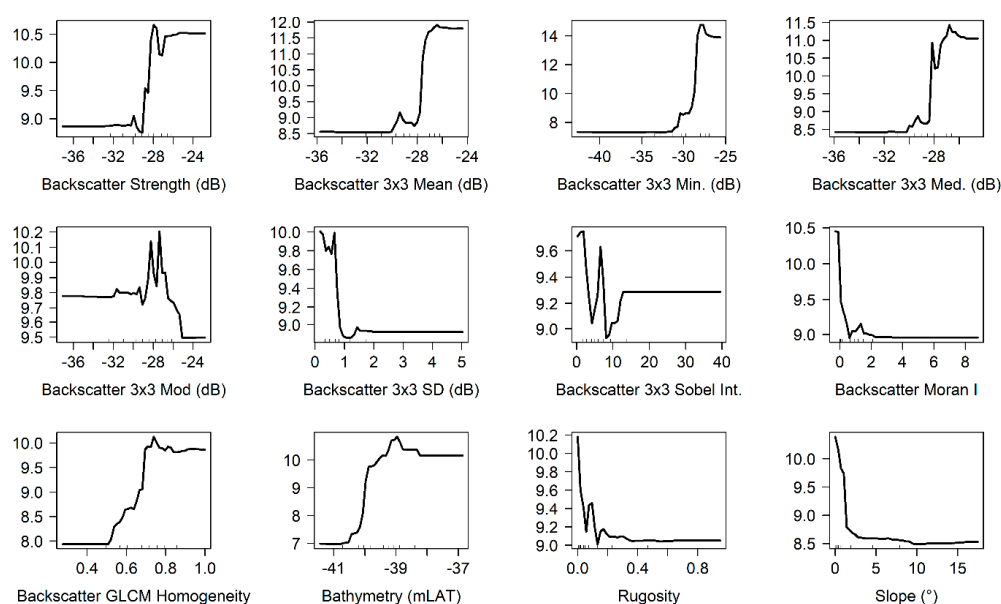 10.5
10.0
9.5
9.0
-36 -32 -28 -24
Backscatter Strength (dB)
12.0
11.5
11.0
10.5
10.0
9.5
9.0
8.5
-36 -32 -28 -24
Backscatter 3x3 Mean (dB)
14
12
10
8
-40 -35 -30 -25
Backscatter 3x3 Min. (dB)
11.5
11.0
10.5
10.0
9.5
9.0
8.5
-36 -32 -28
Backscatter 3x3 Med. (dB)
10.2
10.1
10.0
9.9
9.8
9.7
9.6
9.5
-36 -33 -30 -27 -24
Backscatter 3x3 Mod (dB)
10.0
9.8
9.6
9.4
9.2
9.0
0 1 2 3 4 5
Backscatter 3x3 SD (dB)
9.6
9.4
9.2
9.0
0 10 20 30 40
Backscatter 3x3 Sobel Int.
10.5
10.0
9.5
9.0
0 2 4 6 8
Backscatter Moran I
10.0
9.5
9.0
8.5
8.0
0.4 0.6 0.8 1.0
Backscatter GLCM Homogeneity
10
9
8
7
-41 -39 -37
Bathymetry (mLAT)
10.2
10.0
9.8
9.6
9.4
9.2
9.0
0.0 0.3 0.6 0.9
Rugosity
10.0
9.5
9.0
8.5
0 5 10 15
Slope (°)